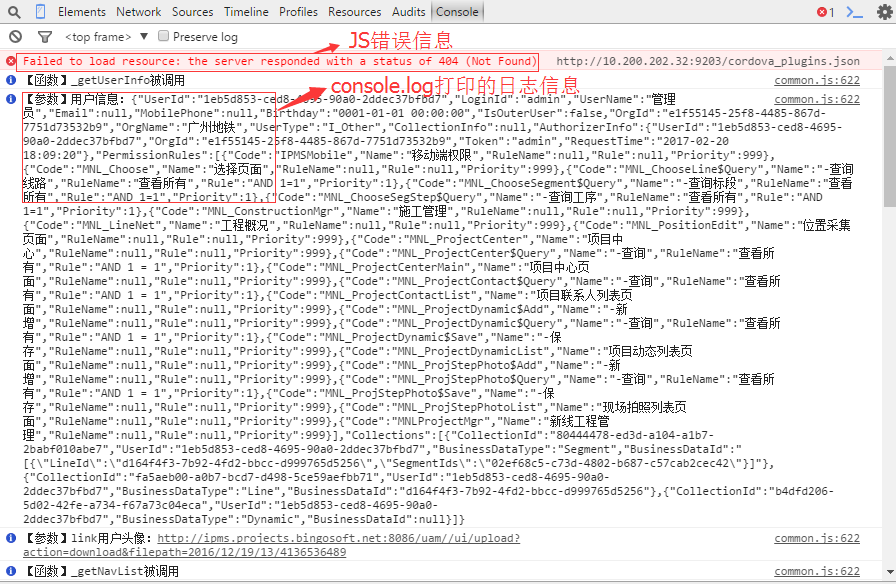 Elements Network Sources Timeline Profiles Resources Audits Console 1
<top frame> Preserve log
JS错误信息
Failed to load resource: the server responded with a status of 404 (Not Found) http://10.200.202.32:9203/cordova_plugins.json
【函数】_getUserInfo被调用 common.js:622
console.log打印的日志信息
【参数】用户信息：{"UserId":"1eb5d853-ced8-4695-90a0-2ddec37bfbd7","LoginId":"admin","UserName":"管理 common.js:622
员","Email":null,"MobilePhone":null,"Birthday":"0001-01-01 00:00:00","IsOuterUser":false,"OrgId":"e1f55145-25f8-4485-867d-
7751d73532b9","OrgName":"广州地铁","UserType":"I_Other","CollectionInfo":null,"AuthorizerInfo":{"UserId":"1eb5d853-ced8-4695-
90a0-2ddec37bfbd7","OrgId":"e1f55145-25f8-4485-867d-7751d73532b9","Token":"admin","RequestTime":"2017-02-20
18:09:20"},"PermissionRules":[{"Code":"IPMSMobile","Name":"移动端权限","RuleName":null,"Rule":null,"Priority":999},
{"Code":"MNL_Choose","Name":"选择页面","RuleName":null,"Rule":null,"Priority":999},{"Code":"MNL_ChooseLine$Query","Name":"-查询
线路","RuleName":"查看所有","Rule":"AND 1=1","Priority":1},{"Code":"MNL_ChooseSegment$Query","Name":"-查询标段","RuleName":"查看
所有","Rule":"AND 1=1","Priority":1},{"Code":"MNL_ChooseSegStep$Query","Name":"-查询工序","RuleName":"查看所有","Rule":"AND
1=1","Priority":1},{"Code":"MNL_ConstructionMgr","Name":"施工管理","RuleName":null,"Rule":null,"Priority":999},
{"Code":"MNL_LineNet","Name":"工程概况","RuleName":null,"Rule":null,"Priority":999},{"Code":"MNL_PositionEdit","Name":"位置采集
页面","RuleName":null,"Rule":null,"Priority":999},{"Code":"MNL_ProjectCenter","Name":"项目中
心","RuleName":null,"Rule":null,"Priority":999},{"Code":"MNL_ProjectCenter$Query","Name":"-查询","RuleName":"查看所
有","Rule":"AND 1 = 1","Priority":1},{"Code":"MNL_ProjectCenterMain","Name":"项目中心页
面","RuleName":null,"Rule":null,"Priority":999},{"Code":"MNL_ProjectContact$Query","Name":"-查询","RuleName":"查看所
有","Rule":"AND 1 = 1","Priority":1},{"Code":"MNL_ProjectContactList","Name":"项目联系人列表页
面","RuleName":null,"Rule":null,"Priority":999},{"Code":"MNL_ProjectDynamic$Add","Name":"-新
增","RuleName":null,"Rule":null,"Priority":999},{"Code":"MNL_ProjectDynamic$Query","Name":"-查询","RuleName":"查看所
有","Rule":"AND 1 = 1","Priority":1},{"Code":"MNL_ProjectDynamic$Save","Name":"-保
存","RuleName":null,"Rule":null,"Priority":999},{"Code":"MNL_ProjectDynamicList","Name":"项目动态列表页
面","RuleName":null,"Rule":null,"Priority":999},{"Code":"MNL_ProjStepPhoto$Add","Name":"-新
增","RuleName":null,"Rule":null,"Priority":999},{"Code":"MNL_ProjStepPhoto$Query","Name":"-查询","RuleName":"查看所
有","Rule":"AND 1 = 1","Priority":1},{"Code":"MNL_ProjStepPhoto$Save","Name":"-保
存","RuleName":null,"Rule":null,"Priority":999},{"Code":"MNL_ProjStepPhotoList","Name":"现场拍照列表页
面","RuleName":null,"Rule":null,"Priority":999},{"Code":"MNLProjectMgr","Name":"新线工程管
理","RuleName":null,"Rule":null,"Priority":999}],"Collections":[{"CollectionId":"80444478-ed3d-a104-a1b7-
2babf010abe7","UserId":"1eb5d853-ced8-4695-90a0-2ddec37bfbd7","BusinessDataType":"Segment","BusinessDataId":"
[{\"LineId\":\"d164f4f3-7b92-4fd2-bbcc-d999765d5256\",\"SegmentIds\":\"02ef68c5-c73d-4802-b687-c57cab2cec42\"}]"},
{"CollectionId":"fa5aeb00-a0b7-bcd7-d498-5ce59aefbb71","UserId":"1eb5d853-ced8-4695-90a0-
2ddec37bfbd7","BusinessDataType":"Line","BusinessDataId":"d164f4f3-7b92-4fd2-bbcc-d999765d5256"},{"CollectionId":"b4dfd206-
5d02-42fe-a734-f67a73c04eca","UserId":"1eb5d853-ced8-4695-90a0-
2ddec37bfbd7","BusinessDataType":"Dynamic","BusinessDataId":null}]}
【参数】link用户头像：http://ipms.projects.bingosoft.net:8086/uam//ui/upload? common.js:622
action=download&filepath=2016/12/19/13/4136536489
【函数】_getNavList被调用 common.js:622